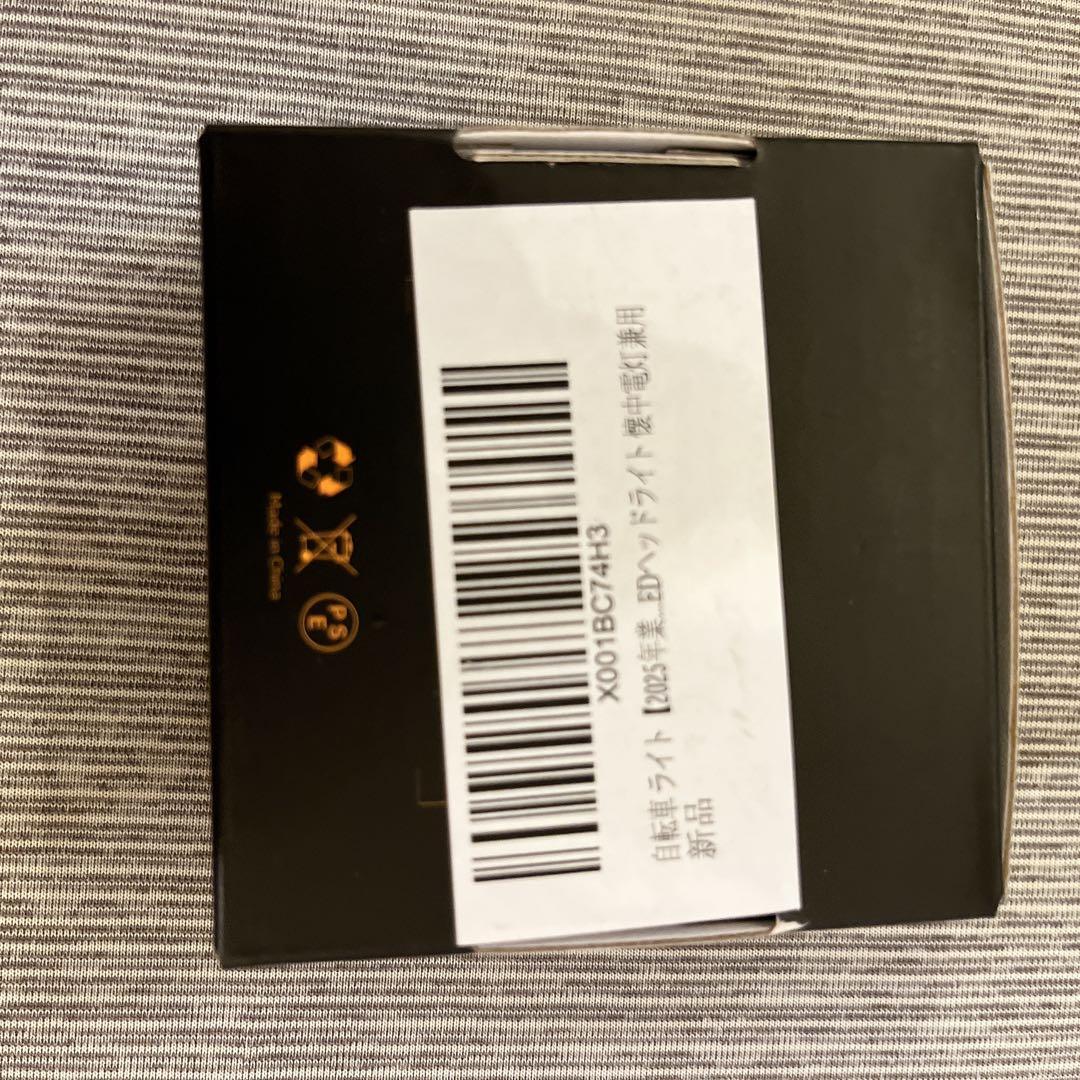 X001BC74H3
自転車 ライト【2025年業...EDヘッドライト 懐中電灯 兼用
新品
PS
E
Made in China